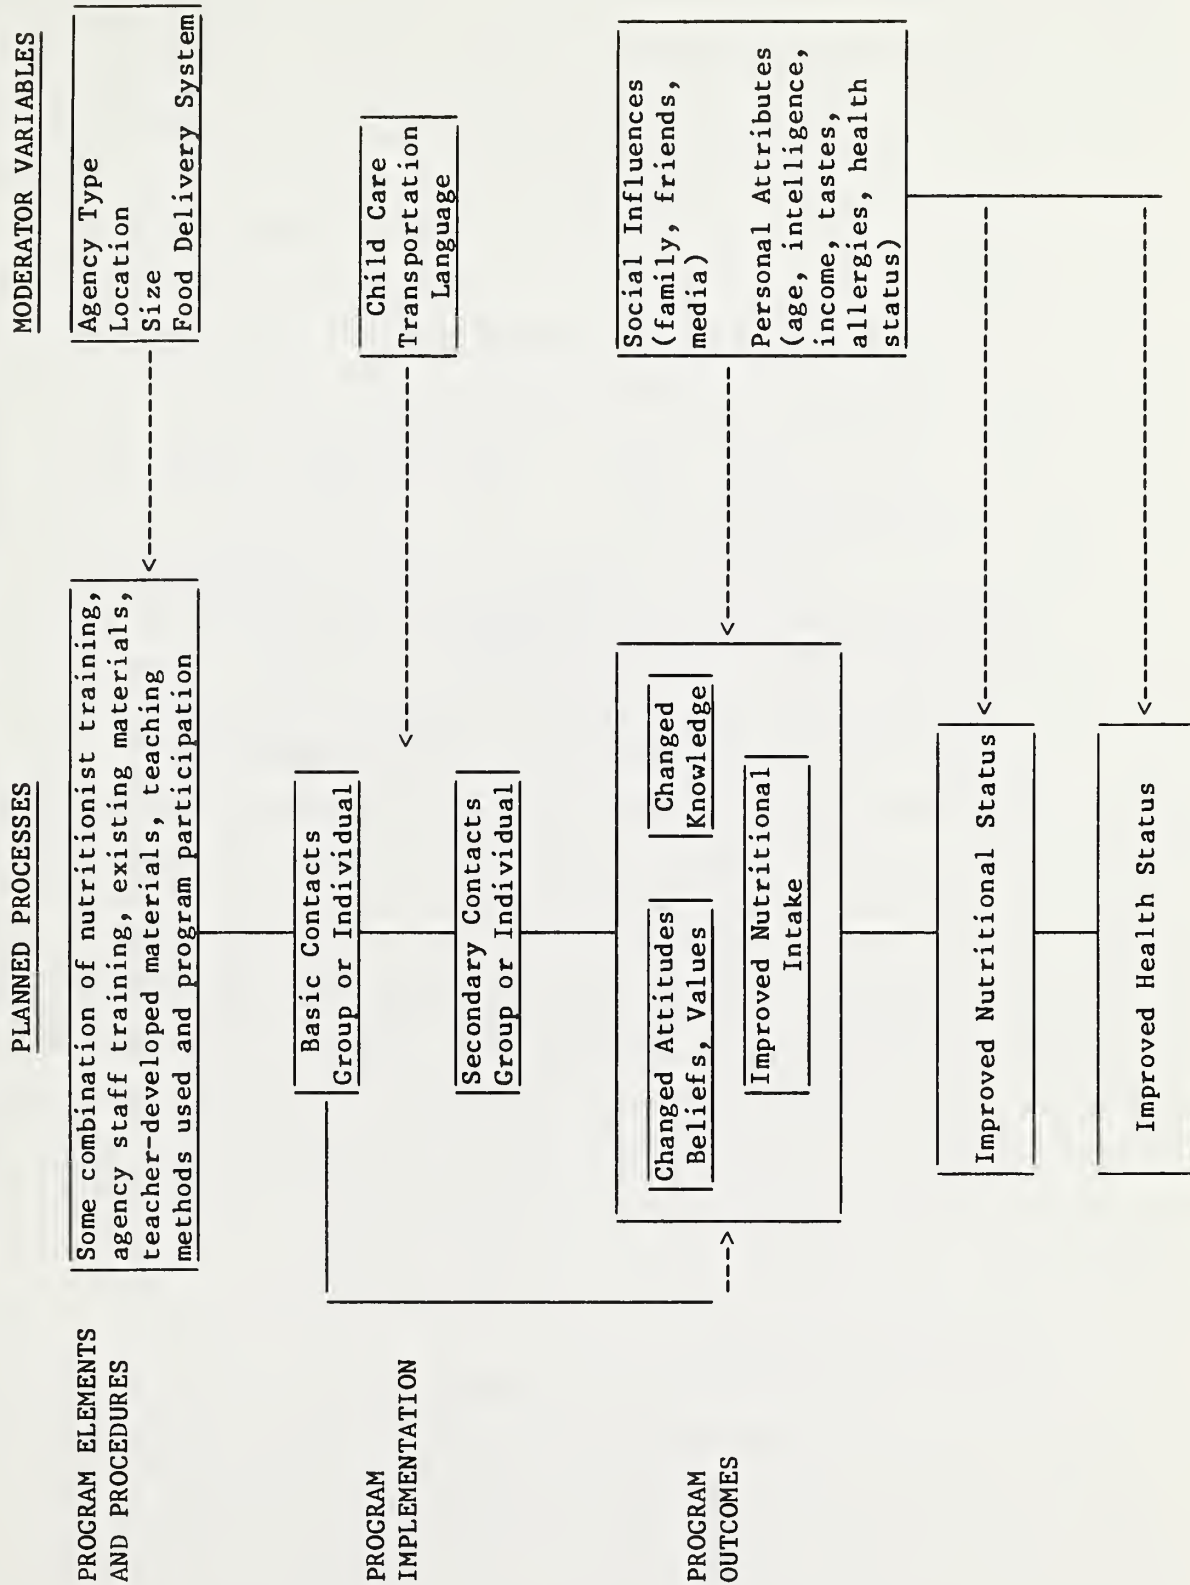 PLANNED PROCESSES
MODERATOR VARIABLES
PROGRAM ELEMENTS
AND PROCEDURES
Some combination of nutritionist training,
agency staff training, existing materials,
teacher-developed materials, teaching
methods used and program participation
Agency Type
Location
Size
Food Delivery System
PROGRAM
IMPLEMENTATION
Basic Contacts
Group or Individual
Secondary Contacts
Group or Individual
Child Care
Transportation
Language
PROGRAM
OUTCOMES
Changed Attitudes
Beliefs, Values
Changed
Knowledge
Improved Nutritional
Intake
Social Influences
(family, friends,
media)
Personal Attributes
(age, intelligence,
income, tastes,
allergies, health
status)
Improved Nutritional Status
Improved Health Status